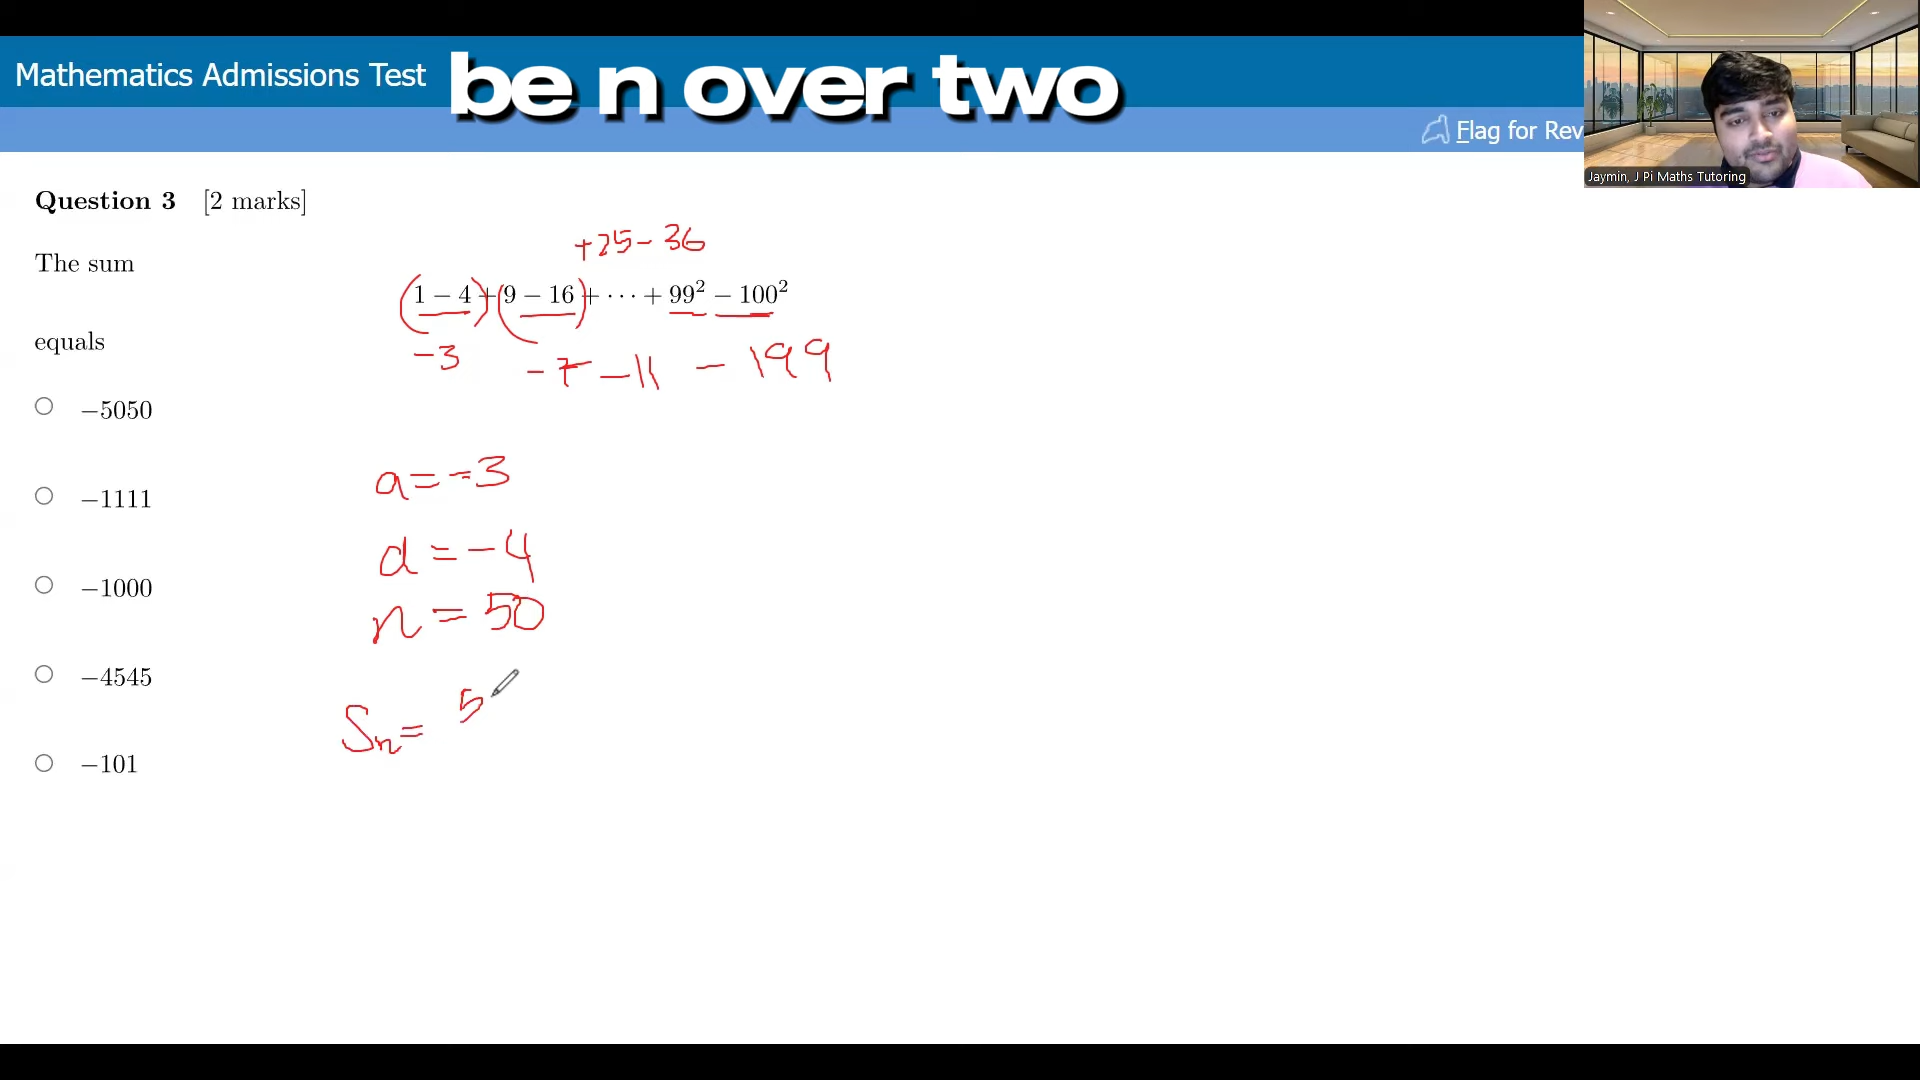 Mathematics Admissions Test
be n over two
Flag for Rev
Jaymin, J Pi Maths Tutoring
Question 3 [2 marks]
The sum
+25-36
(1 − 4)+(9 − 16)+ ··· + 99² − 100²
equals
-3 -7 -11 - 199
−5050
−1111
−1000
−4545
−101
a=-3
d=-4
n=50
Sn= 5